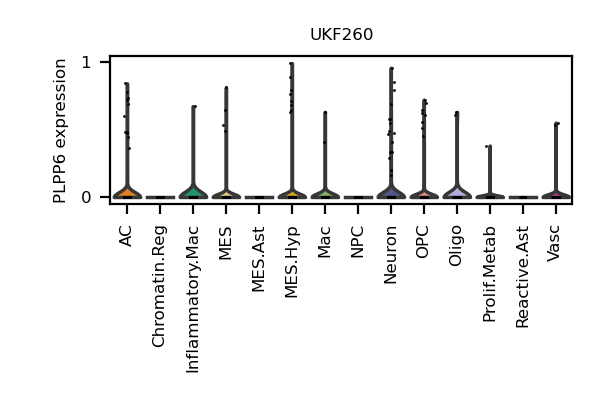 UKF260
PLPP6 expression
1
0
AC
Chromatin.Reg
Inflammatory.Mac
MES
MES.Ast
MES.Hyp
Mac
NPC
Neuron
OPC
Oligo
Prolif.Metab
Reactive.Ast
Vasc